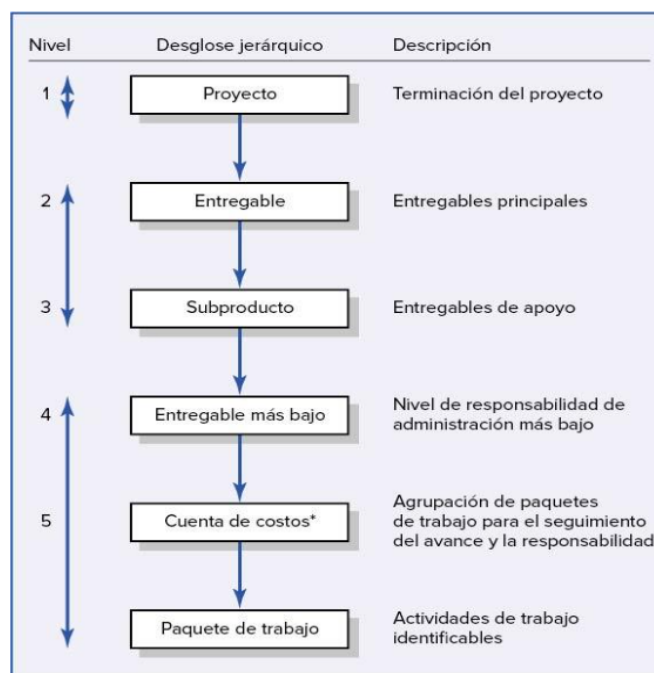 Nivel Desglose jerárquico Descripción
1 Proyecto Terminación del proyecto
2 Entregable Entregables principales
3 Subproducto Entregables de apoyo
4 Entregable más bajo Nivel de responsabilidad de
administración más bajo
5 Cuenta de costos* Agrupación de paquetes
de trabajo para el seguimiento
del avance y la responsabilidad
Paquete de trabajo Actividades de trabajo
identificables